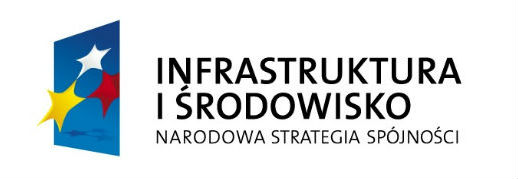 INFRASTRUKTURA
I ŚRODOWISKO
NARODOWA STRATEGIA SPÓJNOŚCI